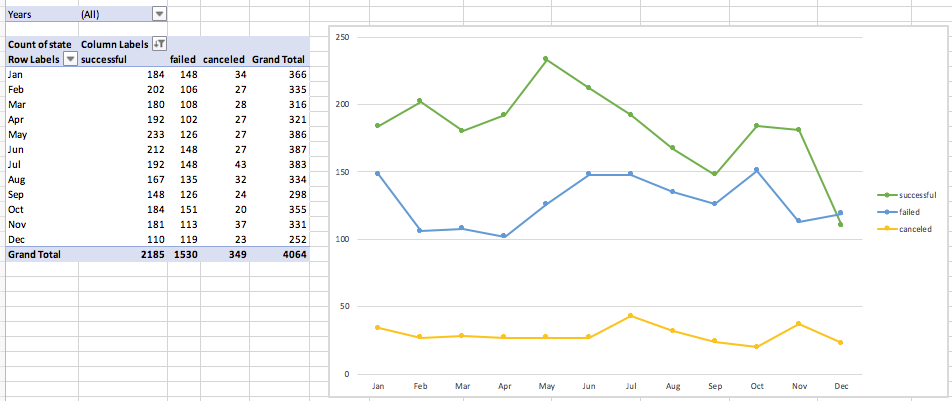 Years (All)
Count of state Column Labels
Row Labels successful failed canceled Grand Total
Jan 184 148 34 366
Feb 202 106 27 335
Mar 180 108 28 316
Apr 192 102 27 321
May 233 126 27 386
Jun 212 148 27 387
Jul 192 148 43 383
Aug 167 135 32 334
Sep 148 126 24 298
Oct 184 151 20 355
Nov 181 113 37 331
Dec 110 119 23 252
Grand Total 2185 1530 349 4064
250
200
150
100
50
0
Jan Feb Mar Apr May Jun Jul Aug Sep Oct Nov Dec
successful
failed
canceled